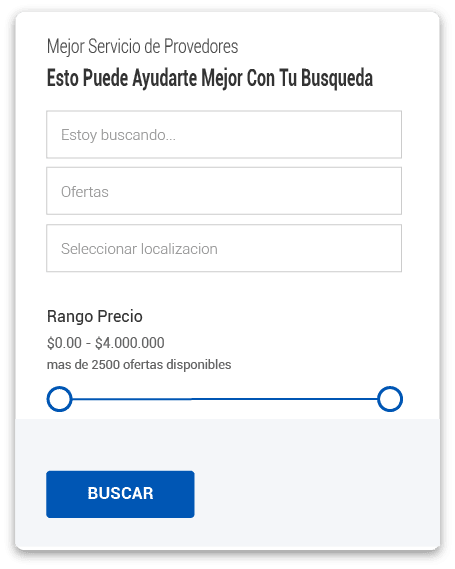 Mejor Servicio de Provedores
Esto Puede Ayudarte Mejor Con Tu Busqueda
Estoy buscando...
Ofertas
Seleccionar localizacion
Rango Precio
$0.00 - $4.000.000
mas de 2500 ofertas disponibles
BUSCAR